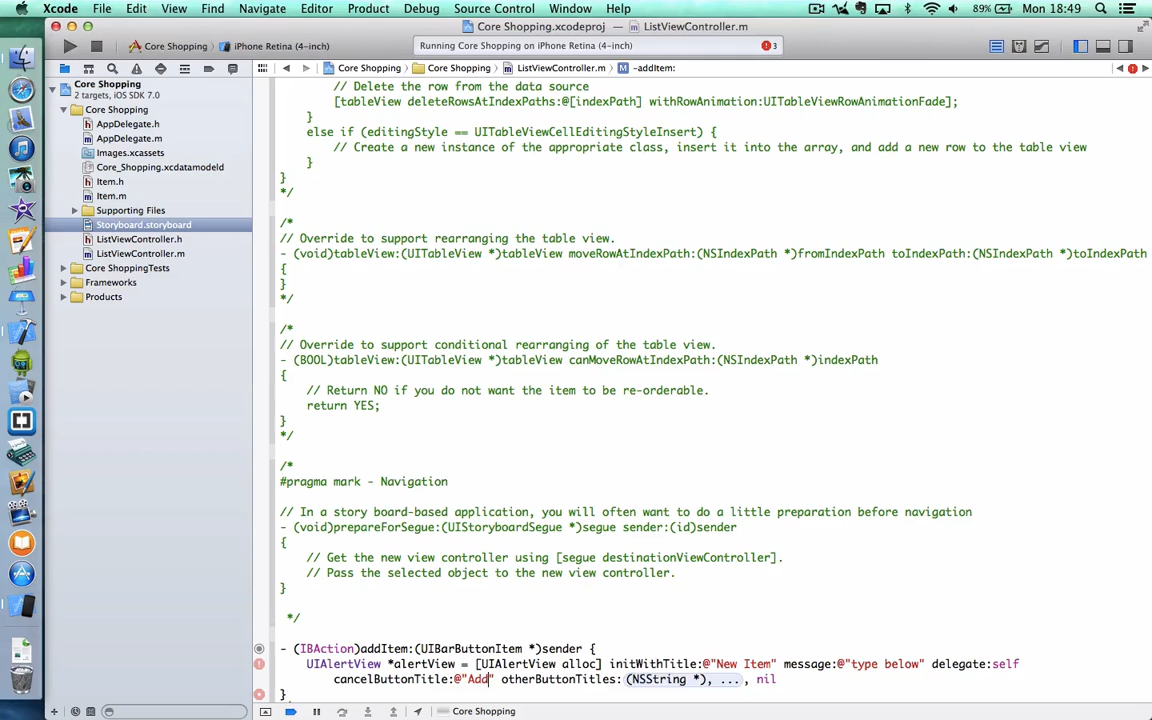 Xcode File Edit View Find Navigate Editor Product Debug Source Control Window Help 89% Mon 18:49
Core Shopping.xcodeproj — ListViewController.m
Core Shopping iPhone Retina (4-inch) Running Core Shopping on iPhone Retina (4-inch) 3
Core Shopping Core Shopping ListViewController.m M -addItem:
Core Shopping
2 targets, iOS SDK 7.0
Core Shopping
AppDelegate.h
AppDelegate.m
Images.xcassets
Core_Shopping.xcdatamodeld
Item.h
Item.m
Supporting Files
Storyboard.storyboard
ListViewController.h
ListViewController.m
Core ShoppingTests
Frameworks
Products
// Delete the row from the data source
[tableView deleteRowsAtIndexPaths:@[indexPath] withRowAnimation:UITableViewRowAnimationFade];
}
else if (editingStyle == UITableViewCellEditingStyleInsert) {
// Create a new instance of the appropriate class, insert it into the array, and add a new row to the table view
}
}
*/
/*
// Override to support rearranging the table view.
- (void)tableView:(UITableView *)tableView moveRowAtIndexPath:(NSIndexPath *)fromIndexPath toIndexPath:(NSIndexPath *)toIndexPath
{
}
*/
/*
// Override to support conditional rearranging of the table view.
- (BOOL)tableView:(UITableView *)tableView canMoveRowAtIndexPath:(NSIndexPath *)indexPath
{
// Return NO if you do not want the item to be re-orderable.
return YES;
}
*/
/*
#pragma mark - Navigation
// In a story board-based application, you will often want to do a little preparation before navigation
- (void)prepareForSegue:(UIStoryboardSegue *)segue sender:(id)sender
{
// Get the new view controller using [segue destinationViewController].
// Pass the selected object to the new view controller.
}
*/
- (IBAction)addItem:(UIBarButtonItem *)sender {
UIAlertView *alertView = [UIAlertView alloc] initWithTitle:@"New Item" message:@"type below" delegate:self
cancelButtonTitle:@"Add" otherButtonTitles:(NSString *), ..., nil
}
Core Shopping